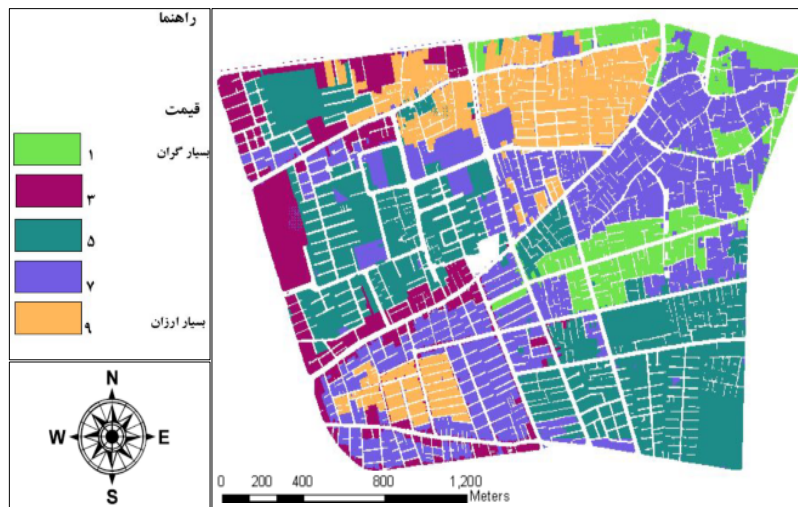 راهنما
قیمت
۱ بسیار گران
۳
۵
۷
۹ بسیار ارزان
N
W E
S
0 200 400 800 1,200
Meters